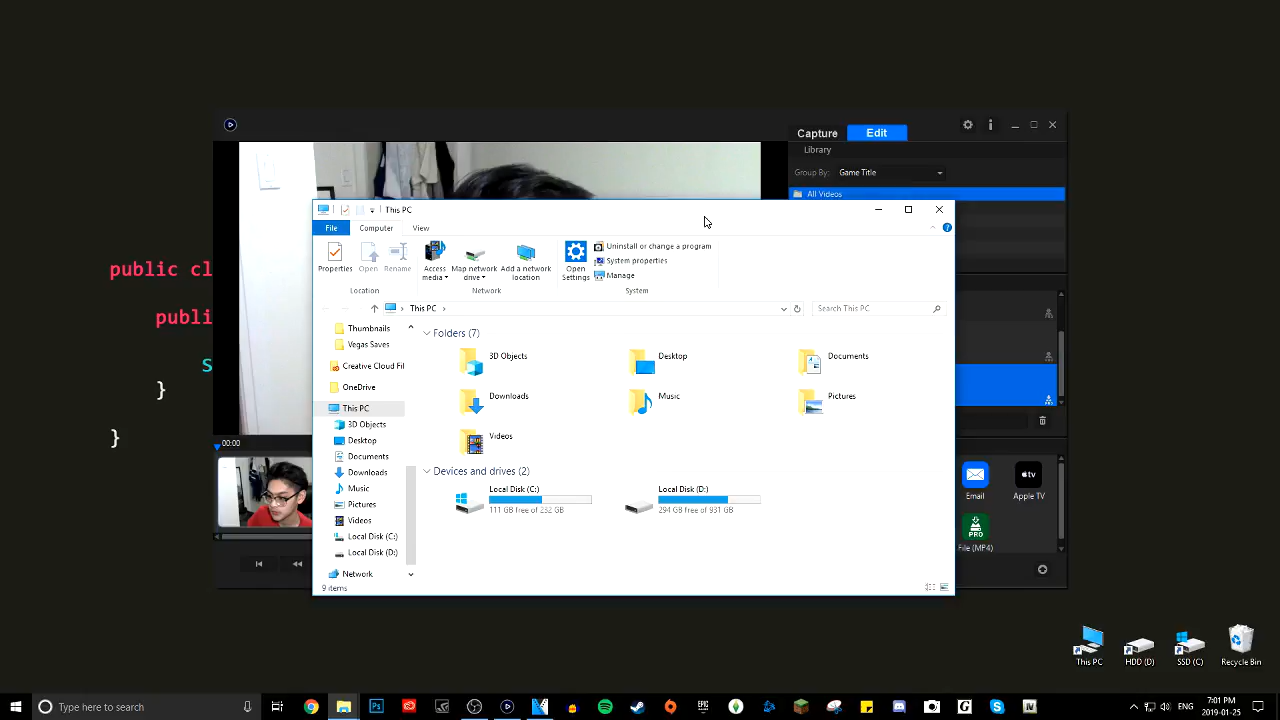 Capture Edit
Library
Group By: Game Title
All Videos
This PC
File Computer View
Properties Open Rename Access media Map network drive Add a network location Open Settings
Uninstall or change a program
System properties
Manage
Location Network System
This PC
Search This PC
Thumbnails
Vegas Saves
Creative Cloud Fil
OneDrive
This PC
3D Objects
Desktop
Documents
Downloads
Music
Pictures
Videos
Local Disk (C:)
Local Disk (D:)
Network
9 items
Folders (7)
3D Objects Desktop Documents
Downloads Music Pictures
Videos
Devices and drives (2)
Local Disk (C:) Local Disk (D:)
111 GB free of 232 GB 294 GB free of 931 GB
public cl
publi
s
}
}
00:00
Email Apple TV
PRO
File (MP4)
This PC HDD (D) SSD (C) Recycle Bin
Type here to search
7:01 PM
2019-01-25